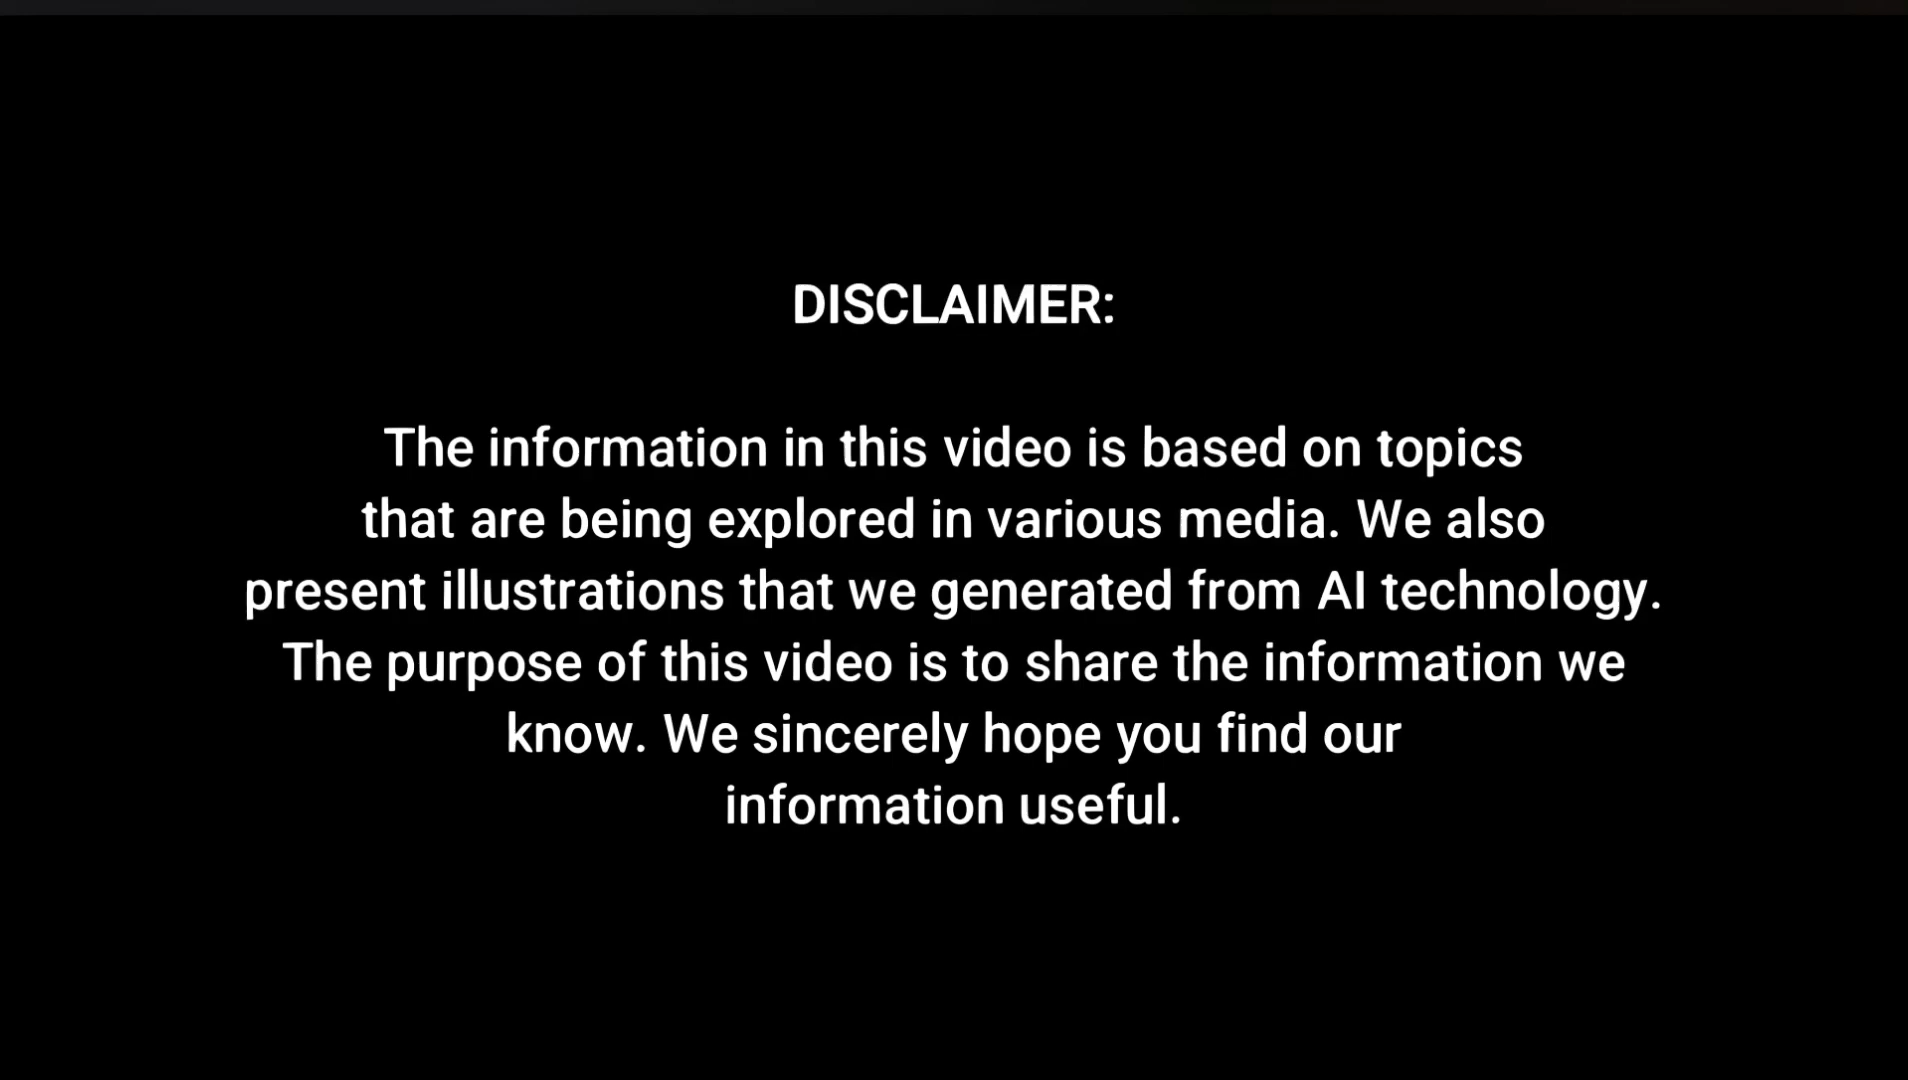 DISCLAIMER:
The information in this video is based on topics
that are being explored in various media. We also
present illustrations that we generated from AI technology.
The purpose of this video is to share the information we
know. We sincerely hope you find our
information useful.